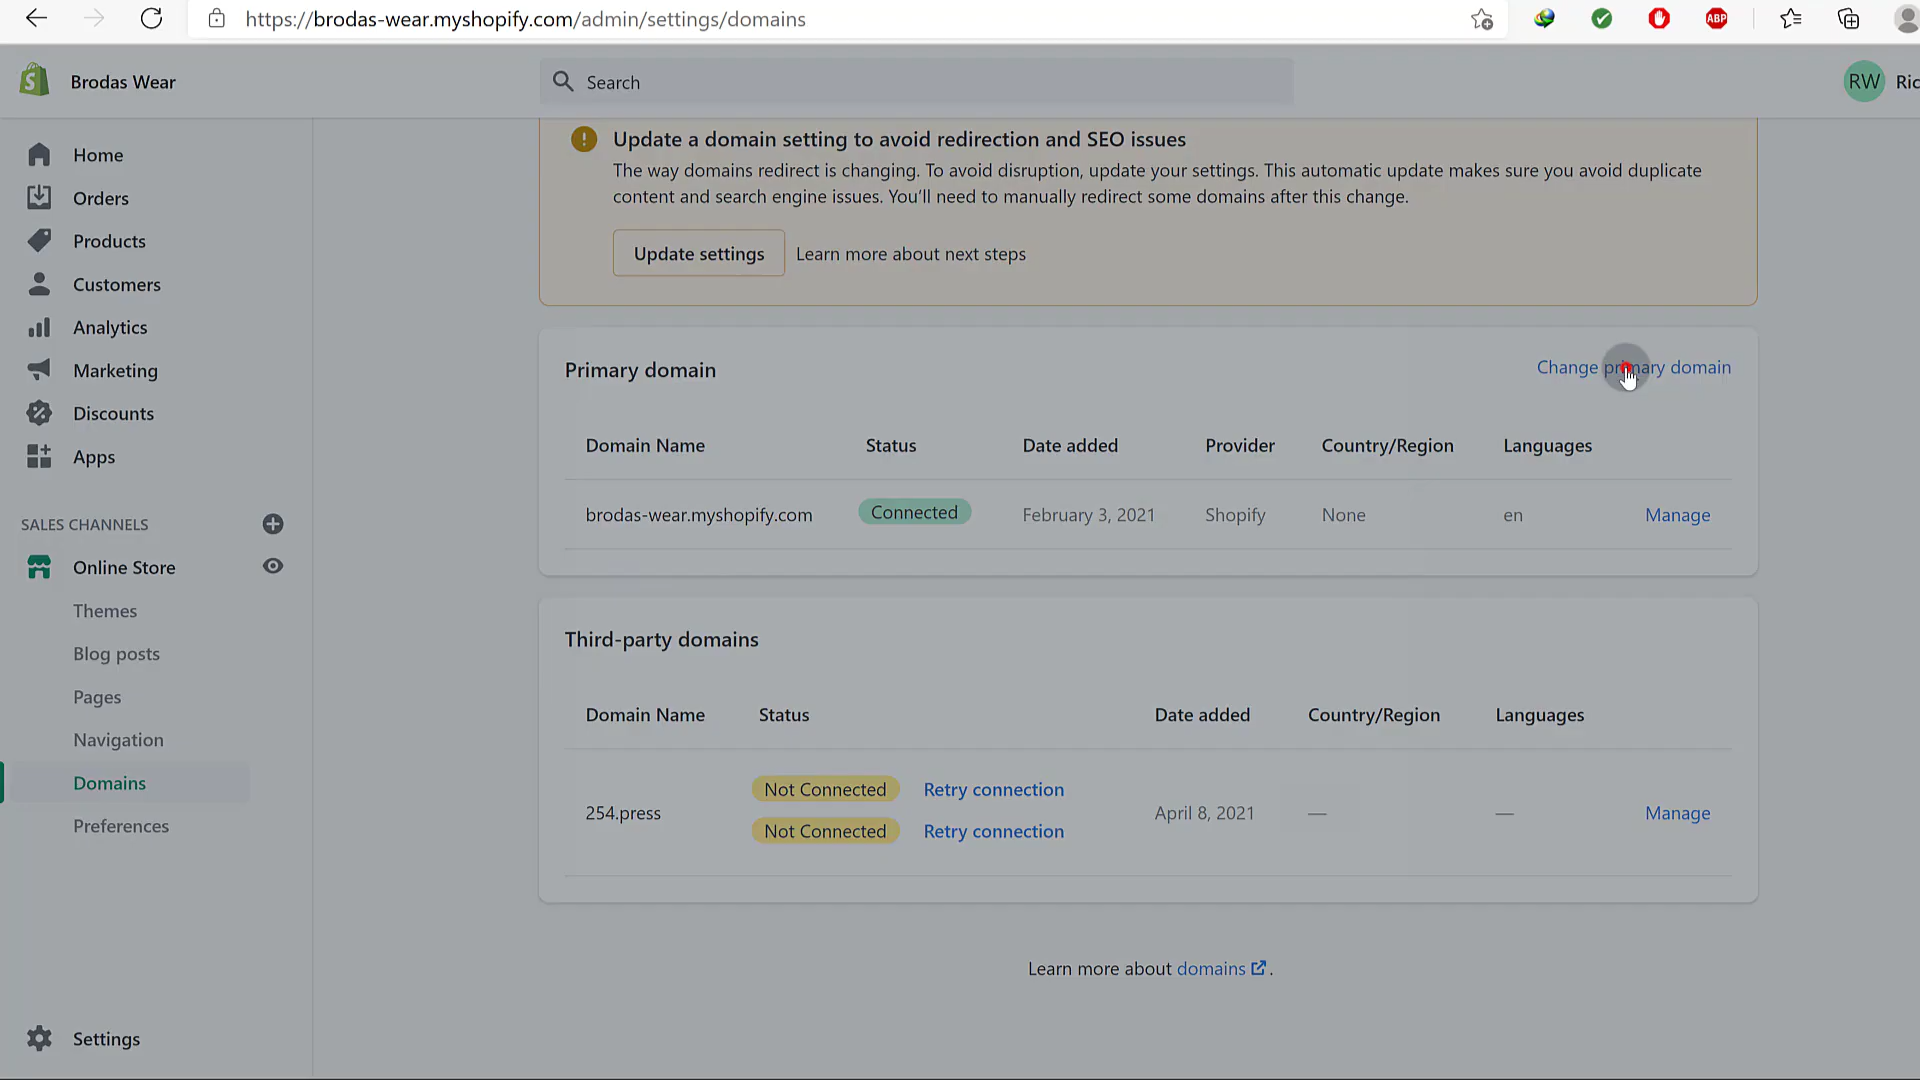 https://brodas-wear.myshopify.com/admin/settings/domains
ABP
Brodas Wear
Search
RW Ric
Home
Orders
Products
Customers
Analytics
Marketing
Discounts
Apps
SALES CHANNELS
Online Store
Themes
Blog posts
Pages
Navigation
Domains
Preferences
Settings
Update a domain setting to avoid redirection and SEO issues
The way domains redirect is changing. To avoid disruption, update your settings. This automatic update makes sure you avoid duplicate
content and search engine issues. You'll need to manually redirect some domains after this change.
Update settings Learn more about next steps
Primary domain Change primary domain
Domain Name Status Date added Provider Country/Region Languages
brodas-wear.myshopify.com Connected February 3, 2021 Shopify None en Manage
Third-party domains
Domain Name Status Date added Country/Region Languages
Not Connected Retry connection
254.press April 8, 2021 — — Manage
Not Connected Retry connection
Learn more about domains .